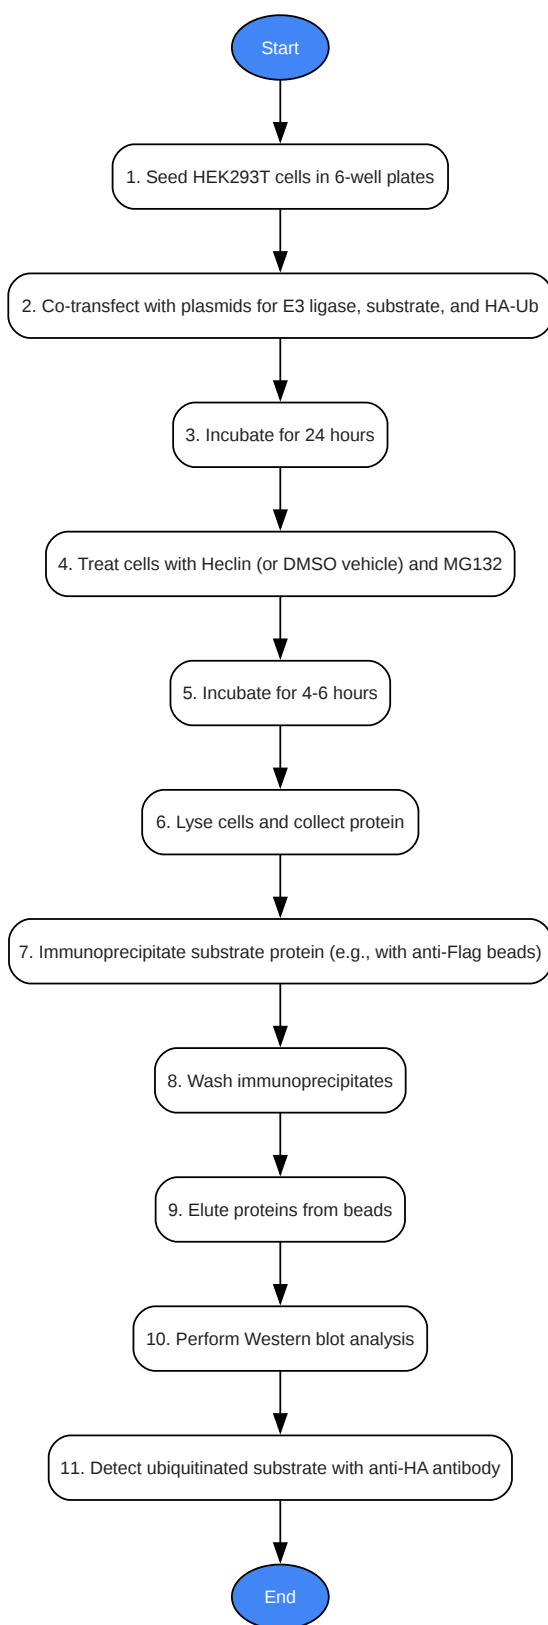 Start
1. Seed HEK293T cells in 6-well plates
2. Co-transfect with plasmids for E3 ligase, substrate, and HA-Ub
3. Incubate for 24 hours
4. Treat cells with Heclin (or DMSO vehicle) and MG132
5. Incubate for 4-6 hours
6. Lyse cells and collect protein
7. Immunoprecipitate substrate protein (e.g., with anti-Flag beads)
8. Wash immunoprecipitates
9. Elute proteins from beads
10. Perform Western blot analysis
11. Detect ubiquitinated substrate with anti-HA antibody
End